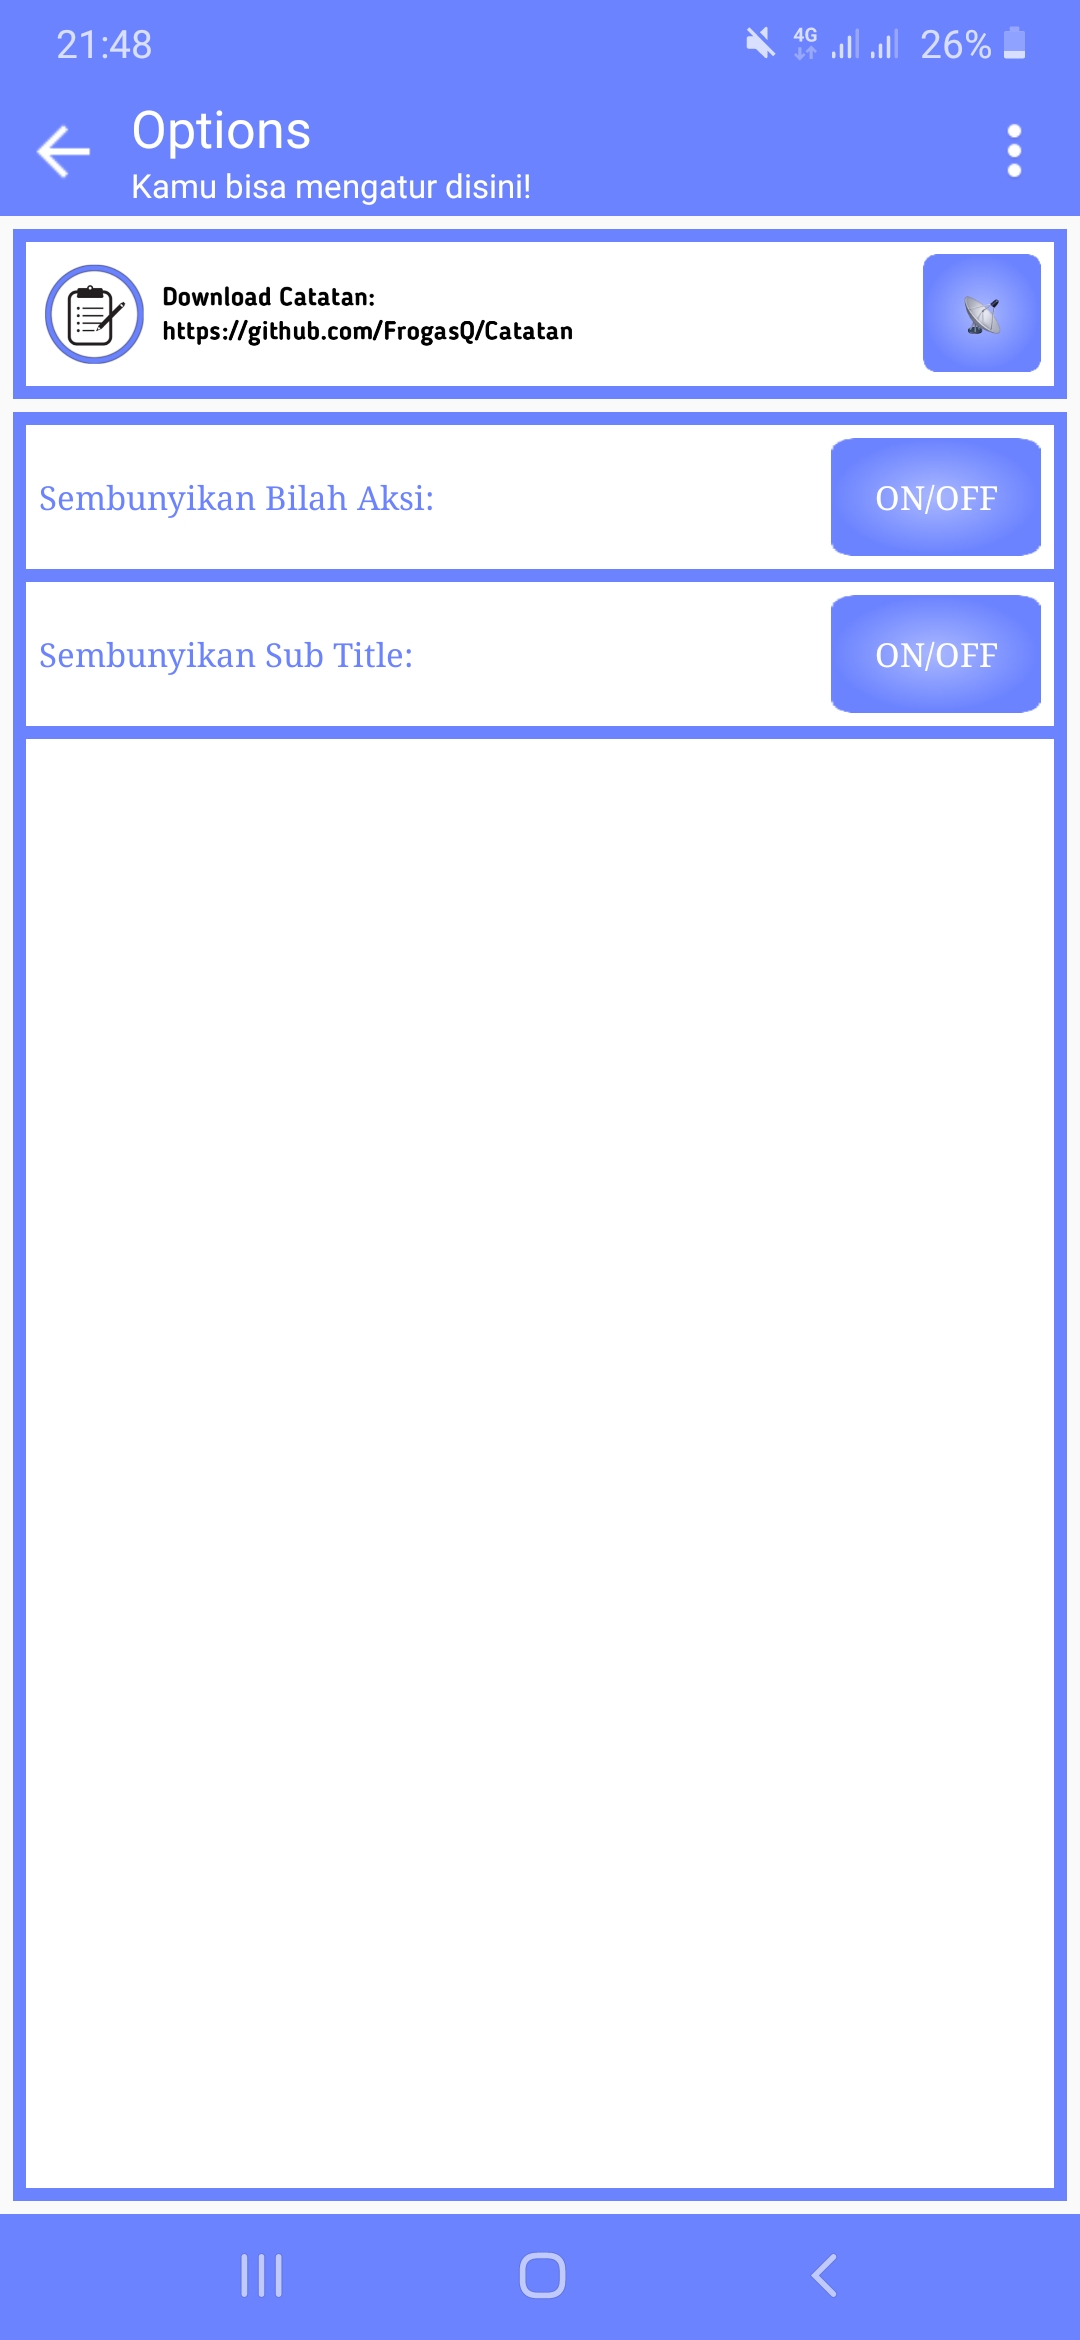 21:48
4G
26%
Options
Kamu bisa mengatur disini!
Download Catatan:
https://github.com/FrogasQ/Catatan
Sembunyikan Bilah Aksi:
ON/OFF
Sembunyikan Sub Title:
ON/OFF